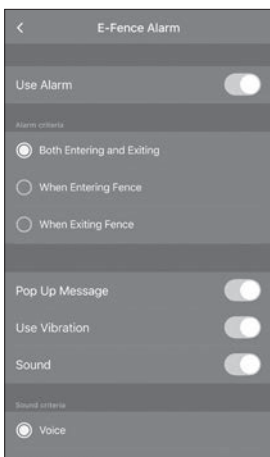 E-Fence Alarm
Use Alarm
Alarm criteria
Both Entering and Exiting
When Entering Fence
When Exiting Fence
Pop Up Message
Use Vibration
Sound
Sound criteria
Voice